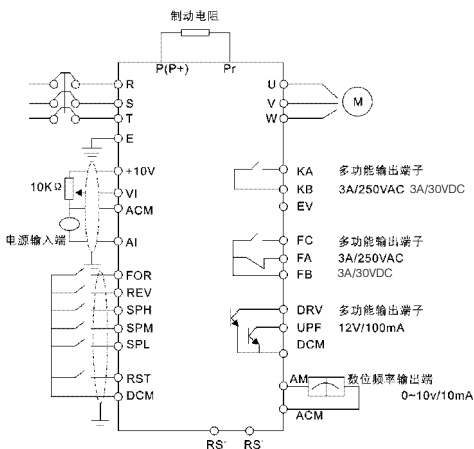 制动电阻
P(P+) Pr
R U
S V M
T W
E
+10V KA 多功能输出端子
10KΩ VI KB 3A/250VAC 3A/30VDC
ACM EV
电源输入端 AI FC 多功能输出端子
FA 3A/250VAC
FOR FB 3A/30VDC
REV
SPH DRV 多功能输出端子
SPM UPF 12V/100mA
SPL DCM
RST AM 数位频率输出端
DCM 0~10v/10mA
ACM
RS+ RS-